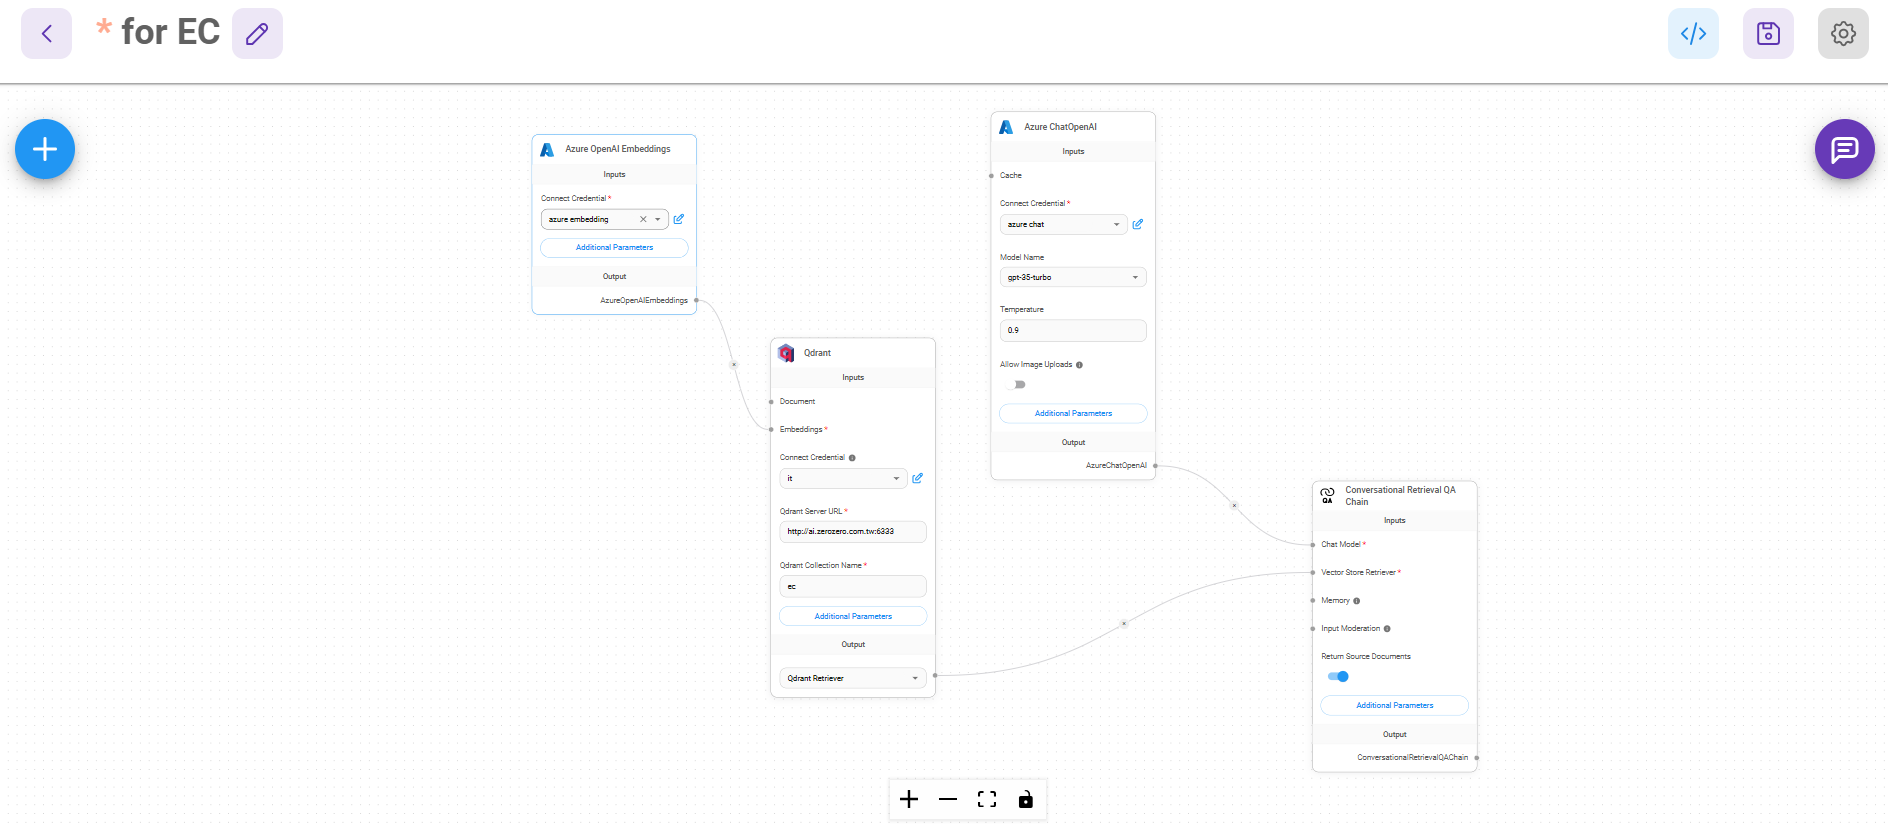 * for EC
Azure OpenAI Embeddings
Inputs
Connect Credential *
azure embedding
Additional Parameters
Output
AzureOpenAIEmbeddings
Qdrant
Inputs
Document
Embeddings *
Connect Credential
it
Qdrant Server URL *
http://ai.zerozero.com.tw:6333
Qdrant Collection Name *
ec
Additional Parameters
Output
Qdrant Retriever
Azure ChatOpenAI
Inputs
Cache
Connect Credential *
azure chat
Model Name
gpt-35-turbo
Temperature
0.9
Allow Image Uploads
Additional Parameters
Output
AzureChatOpenAI
QA
Conversational Retrieval QA
Chain
Inputs
Chat Model *
Vector Store Retriever *
Memory
Input Moderation
Return Source Documents
Additional Parameters
Output
ConversationalRetrievalQAChain